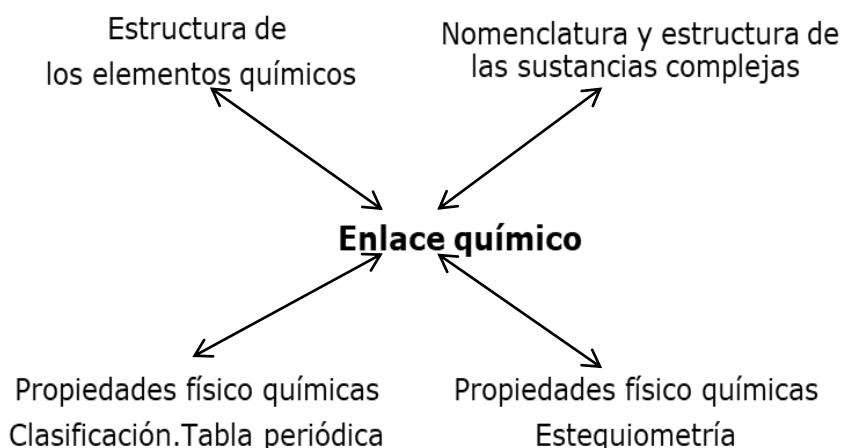 Estructura de
los elementos químicos
Nomenclatura y estructura de
las sustancias complejas
Enlace químico
Propiedades físico químicas
Clasificación.Tabla periódica
Propiedades físico químicas
Estequiometría